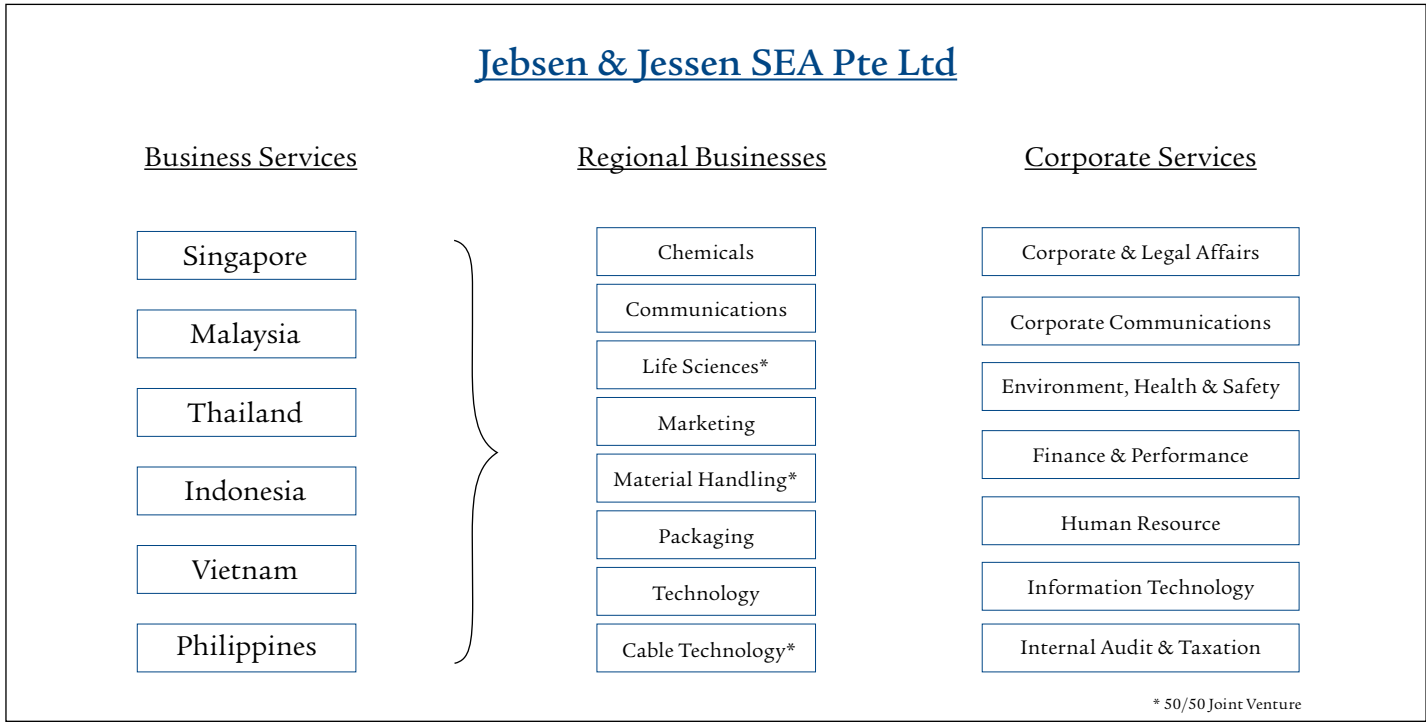 Jebsen & Jessen SEA Pte Ltd
Business Services
Singapore
Malaysia
Thailand
Indonesia
Vietnam
Philippines
Regional Businesses
Chemicals
Communications
Life Sciences*
Marketing
Material Handling*
Packaging
Technology
Cable Technology*
Corporate Services
Corporate & Legal Affairs
Corporate Communications
Environment, Health & Safety
Finance & Performance
Human Resource
Information Technology
Internal Audit & Taxation
* 50/50 Joint Venture